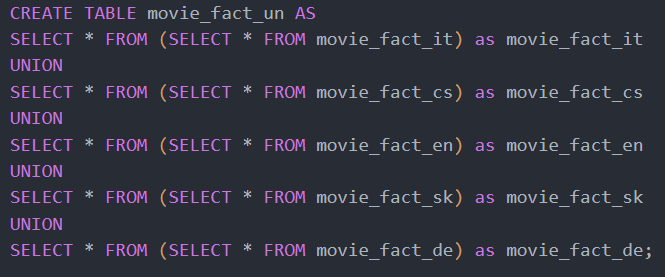 CREATE TABLE movie_fact_un AS
SELECT * FROM (SELECT * FROM movie_fact_it) as movie_fact_it
UNION
SELECT * FROM (SELECT * FROM movie_fact_cs) as movie_fact_cs
UNION
SELECT * FROM (SELECT * FROM movie_fact_en) as movie_fact_en
UNION
SELECT * FROM (SELECT * FROM movie_fact_sk) as movie_fact_sk
UNION
SELECT * FROM (SELECT * FROM movie_fact_de) as movie_fact_de;